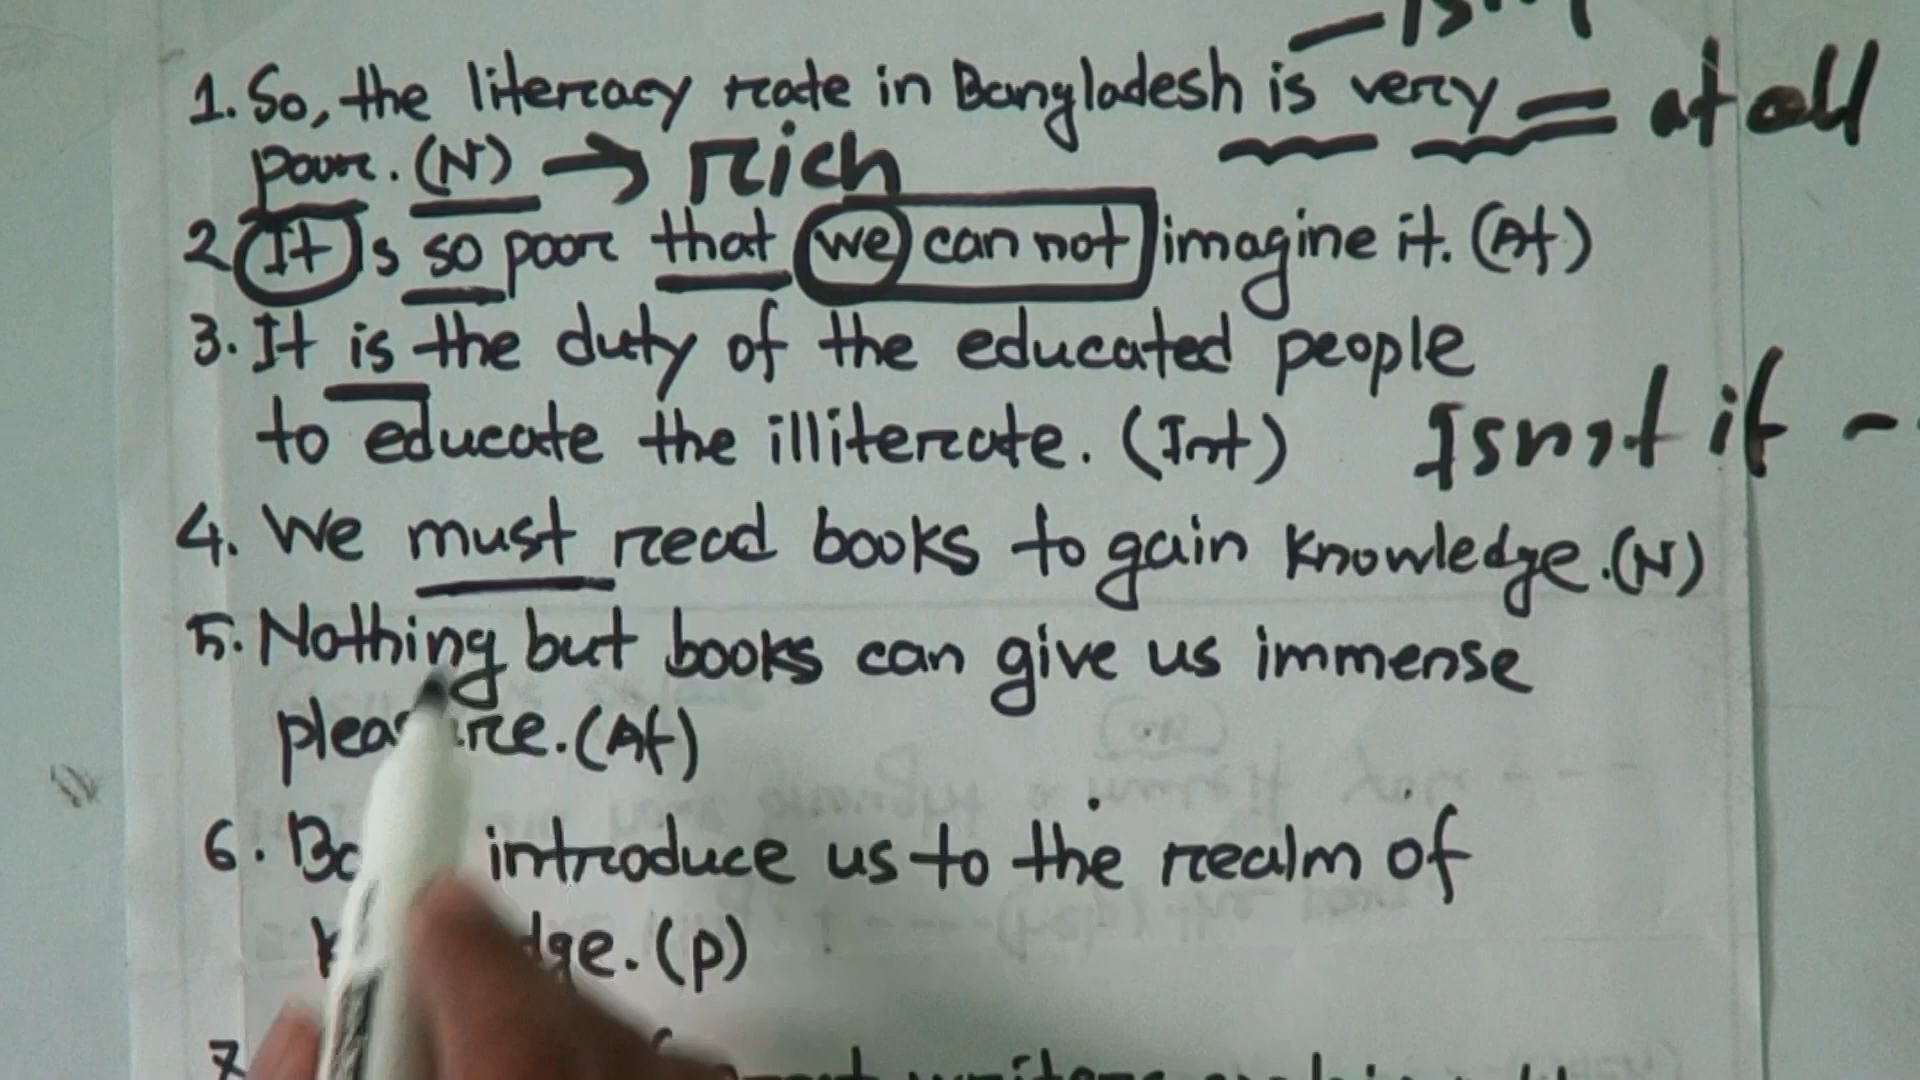 1. So, the literacy rate in Bangladesh is very = at all
poor. (N) → rich
2 It Is so poor that we can not imagine it. (Af)
3. It is the duty of the educated people
to educate the illiterate. (Int) Isn't it -
4. We must read books to gain knowledge. (N)
5. Nothing but books can give us immense
(Af)
6. introduce us to the realm of
(p)
7